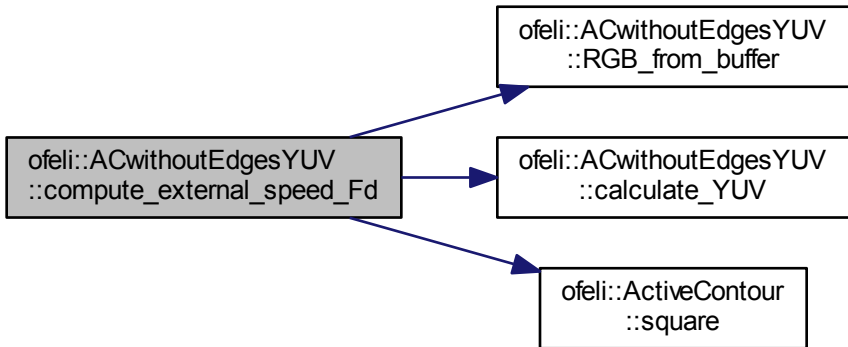 ofeli::ACwithoutEdgesYUV
::RGB_from_buffer
ofeli::ACwithoutEdgesYUV
::compute_external_speed_Fd
ofeli::ACwithoutEdgesYUV
::calculate_YUV
ofeli::ActiveContour
::square